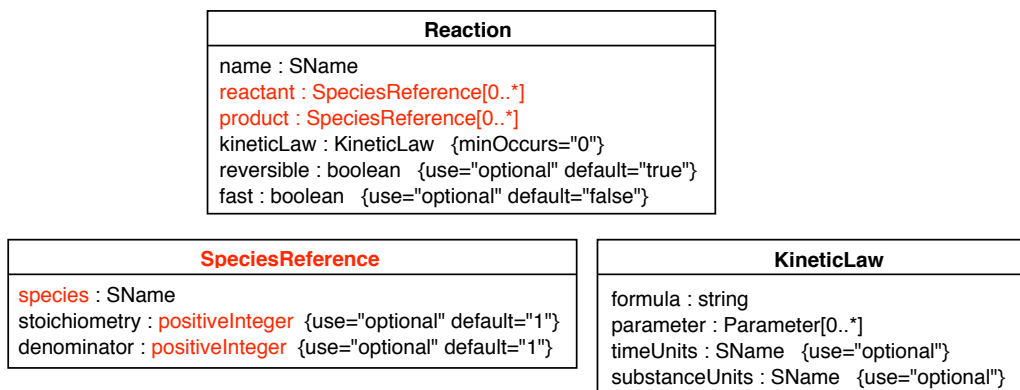 Reaction
name : SName
reactant : SpeciesReference[0..*]
product : SpeciesReference[0..*]
kineticLaw : KineticLaw {minOccurs="0"}
reversible : boolean {use="optional" default="true"}
fast : boolean {use="optional" default="false"}
SpeciesReference
species : SName
stoichiometry : positiveInteger {use="optional" default="1"}
denominator : positiveInteger {use="optional" default="1"}
KineticLaw
formula : string
parameter : Parameter[0..*]
timeUnits : SName {use="optional"}
substanceUnits : SName {use="optional"}